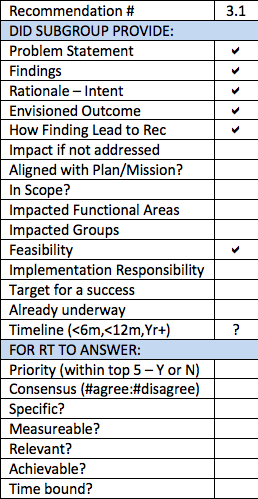 Recommendation # 3.1
DID SUBGROUP PROVIDE:
Problem Statement ✔
Findings ✔
Rationale – Intent ✔
Envisioned Outcome ✔
How Finding Lead to Rec ✔
Impact if not addressed
Aligned with Plan/Mission?
In Scope?
Impacted Functional Areas
Impacted Groups
Feasibility ✔
Implementation Responsibility
Target for a success
Already underway
Timeline (<6m,<12m,Yr+) ?
FOR RT TO ANSWER:
Priority (within top 5 – Y or N)
Consensus (#agree:#disagree)
Specific?
Measureable?
Relevant?
Achievable?
Time bound?